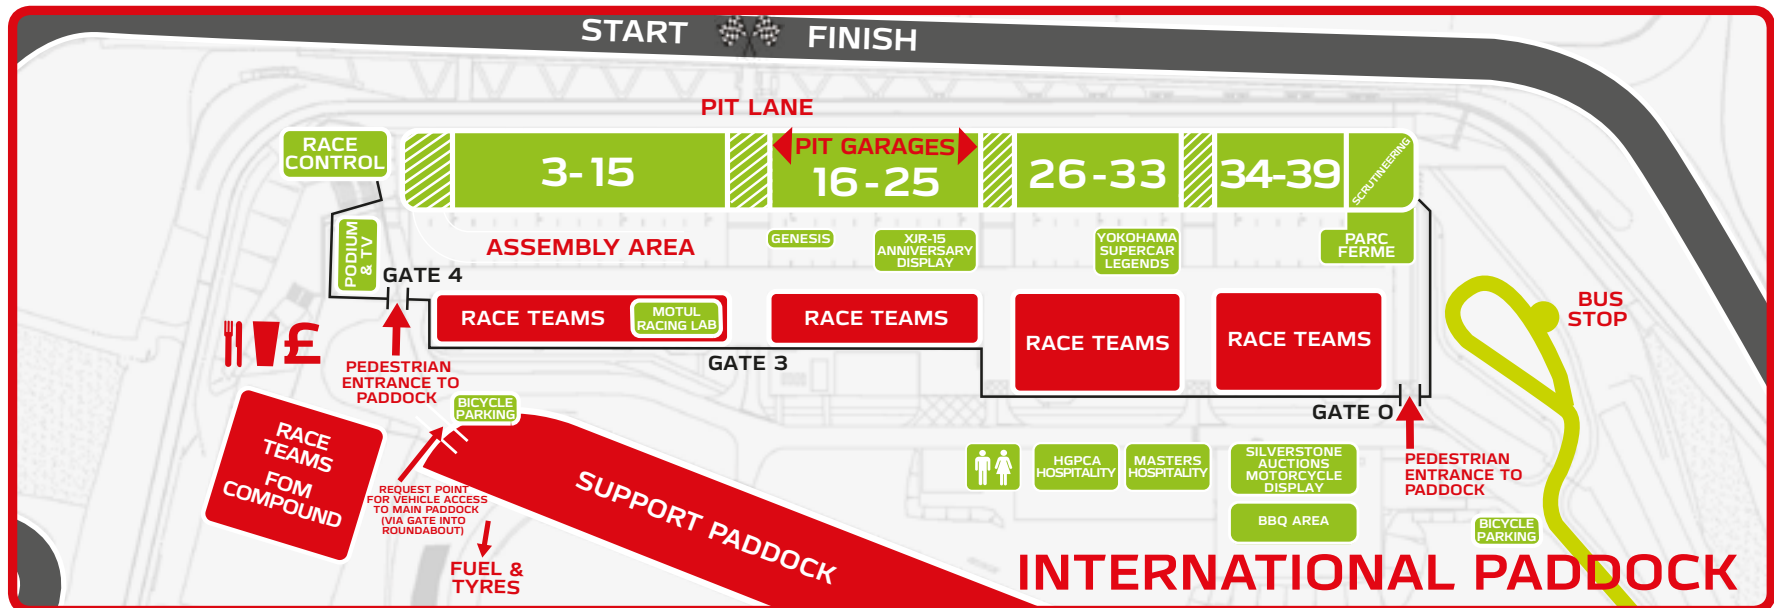 START FINISH
PIT LANE
RACE
CONTROL
3-15
PIT GARAGES
16-25
26-33
34-39
SCRUTINEERING
PODIUM
& TV
ASSEMBLY AREA
GENESIS
XJR-15
ANNIVERSARY
DISPLAY
YOKOHAMA
SUPERCAR
LEGENDS
PARC
FERME
GATE 4
RACE TEAMS
MOTUL
RACING LAB
RACE TEAMS
RACE TEAMS
RACE TEAMS
BUS
STOP
£
GATE 3
PEDESTRIAN
ENTRANCE TO
PADDOCK
BICYCLE
PARKING
GATE 0
RACE
TEAMS
FOM
COMPOUND
REQUEST POINT
FOR VEHICLE ACCESS
TO MAIN PADDOCK
(VIA GATE INTO
ROUNDABOUT)
SUPPORT PADDOCK
HGPCA
HOSPITALITY
MASTERS
HOSPITALITY
SILVERSTONE
AUCTIONS
MOTORCYCLE
DISPLAY
PEDESTRIAN
ENTRANCE TO
PADDOCK
BBQ AREA
BICYCLE
PARKING
FUEL &
TYRES
INTERNATIONAL PADDOCK